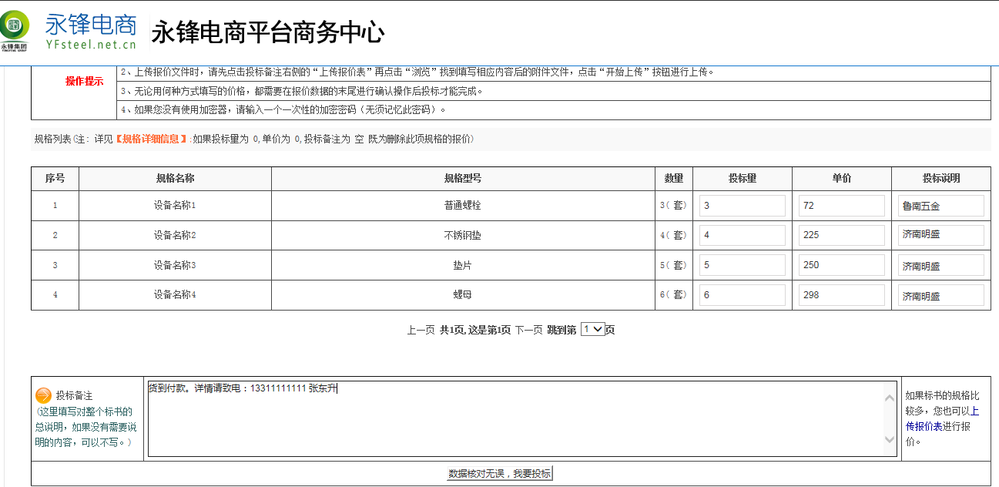 永锋集团
永锋电商
YFsteel.net.cn
永锋电商平台商务中心
操作提示
2、上传报价文件时，请先点击投标备注右侧的“上传报价表”再点击“浏览”找到填写相应内容后的附件文件，点击“开始上传”按钮进行上传。
3、无论用何种方式填写的价格，都需要在报价数据的末尾进行确认操作后投标才能完成。
4、如果您没有使用加密器，请输入一个一次性的加密密码（无须记忆此密码）。
规格列表(注: 详见【规格详细信息】:如果投标量为 0,单价为 0,投标备注为 空 既为删除此项规格的报价)
序号 规格名称 规格型号 数量 投标量 单价 投标说明
1 设备名称1 普通螺栓 3( 套) 3 72 鲁南五金
2 设备名称2 不锈钢垫 4( 套) 4 225 济南明盛
3 设备名称3 垫片 5( 套) 5 250 济南明盛
4 设备名称4 螺母 6( 套) 6 298 济南明盛
上一页 共1页,这是第1页 下一页 跳到第 1 页
投标备注
(这里填写对整个标书的
总说明，如果没有需要说
明的内容，可以不写。)
货到付款。详情请致电：13311111111 张东升
如果标书的规格比
较多，您也可以上
传报价表进行报
价。
数据核对无误，我要投标